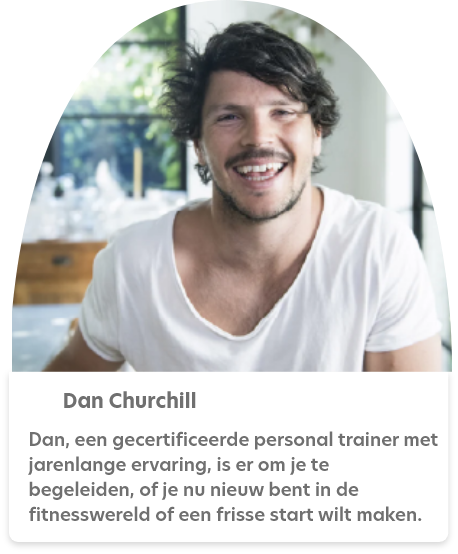 Dan Churchill
Dan, een gecertificeerde personal trainer met
jarenlange ervaring, is er om je te
begeleiden, of je nu nieuw bent in de
fitnesswereld of een frisse start wilt maken.